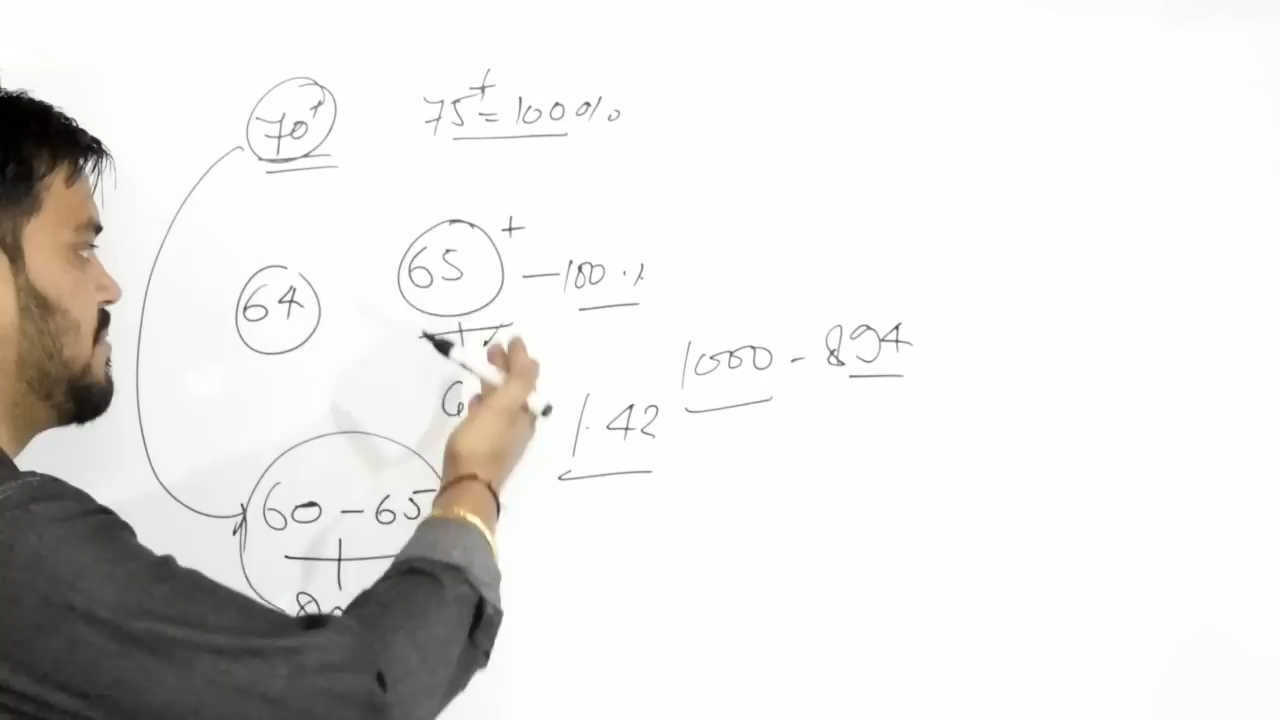 70+ 75+ = 100%
64 65+ — 100%
1000 - 894
1.42
60 - 65